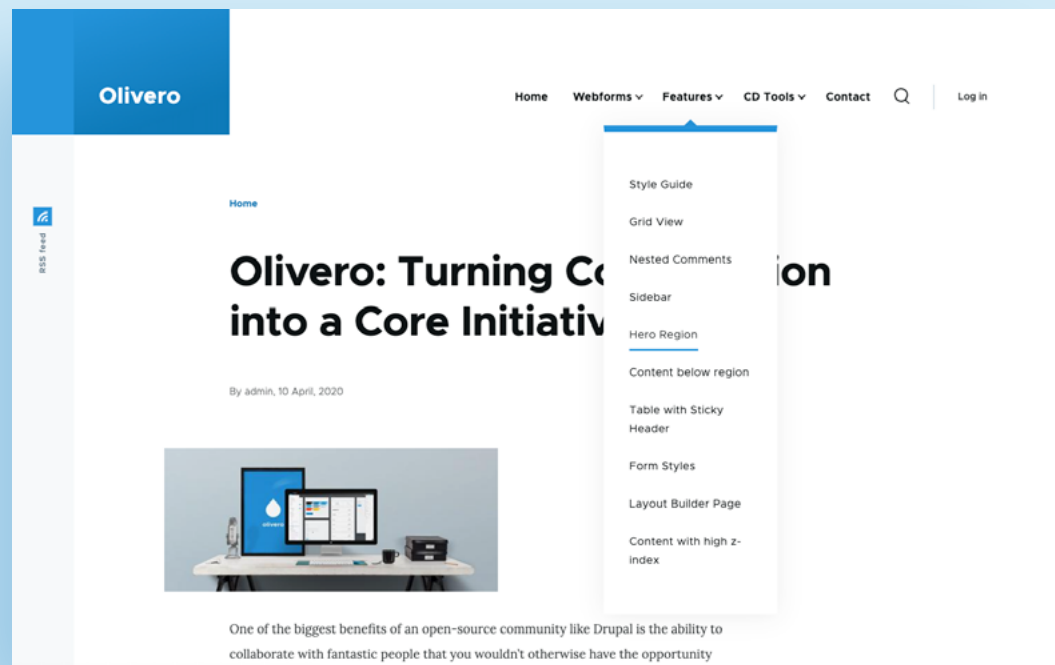 Olivero
Home Webforms Features CD Tools Contact Log in
RSS feed
Style Guide
Grid View
Nested Comments
Sidebar
Hero Region
Content below region
Table with Sticky
Header
Form Styles
Layout Builder Page
Content with high z-
index
Home
Olivero: Turning Co ion
into a Core Initiativ
By admin, 10 April, 2020
olivero
One of the biggest benefits of an open-source community like Drupal is the ability to
collaborate with fantastic people that you wouldn't otherwise have the opportunity